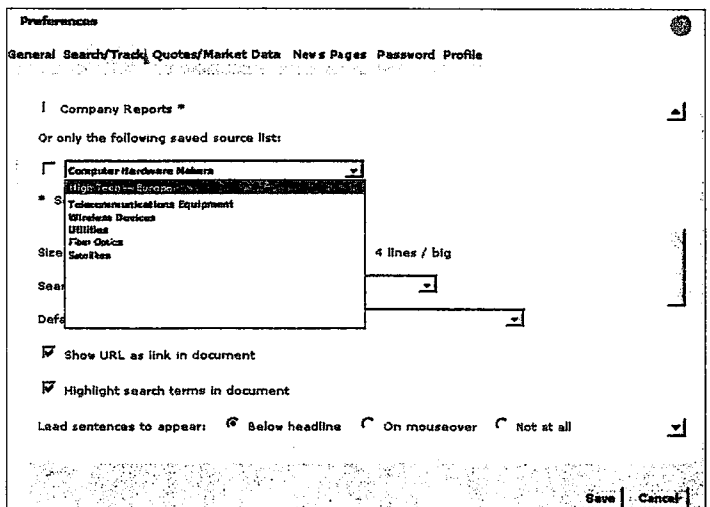 Preferences
General Search/Track Quotes/Market Data News Pages Password Profile
Company Reports *
Or only the following saved source list:
Computer Hardware Makers
High Tech — Europe
* S
Telecommunications Equipment
Wireless Devices
Utilities
Fiber Optics
Size
Satellites
4 lines / big
Sear
Defa
Show URL as link in document
Highlight search terms in document
Lead sentences to appear: Below headline On mouseover Not at all
Save Cancel